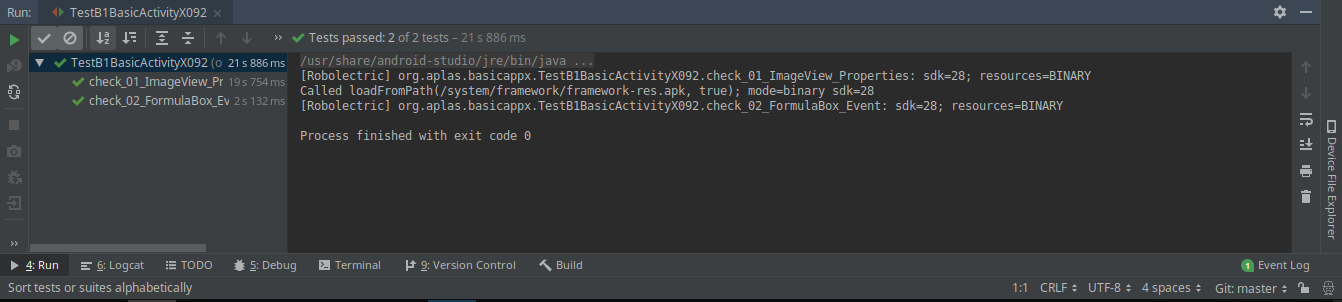 Run: TestB1BasicActivityX092
Tests passed: 2 of 2 tests – 21 s 886 ms
TestB1BasicActivityX092 (o 21 s 886 ms
check_01_ImageView_Pr 19 s 754 ms
check_02_FormulaBox_Ev 2 s 132 ms
/usr/share/android-studio/jre/bin/java ...
[Robolectric] org.aplas.basicappx.TestB1BasicActivityX092.check_01_ImageView_Properties: sdk=28; resources=BINARY
Called loadFromPath(/system/framework/framework-res.apk, true); mode=binary sdk=28
[Robolectric] org.aplas.basicappx.TestB1BasicActivityX092.check_02_FormulaBox_Event: sdk=28; resources=BINARY
Process finished with exit code 0
Device File Explorer
4: Run 6: Logcat TODO 5: Debug Terminal 9: Version Control Build 1 Event Log
Sort tests or suites alphabetically 1:1 CRLF UTF-8 4 spaces Git: master